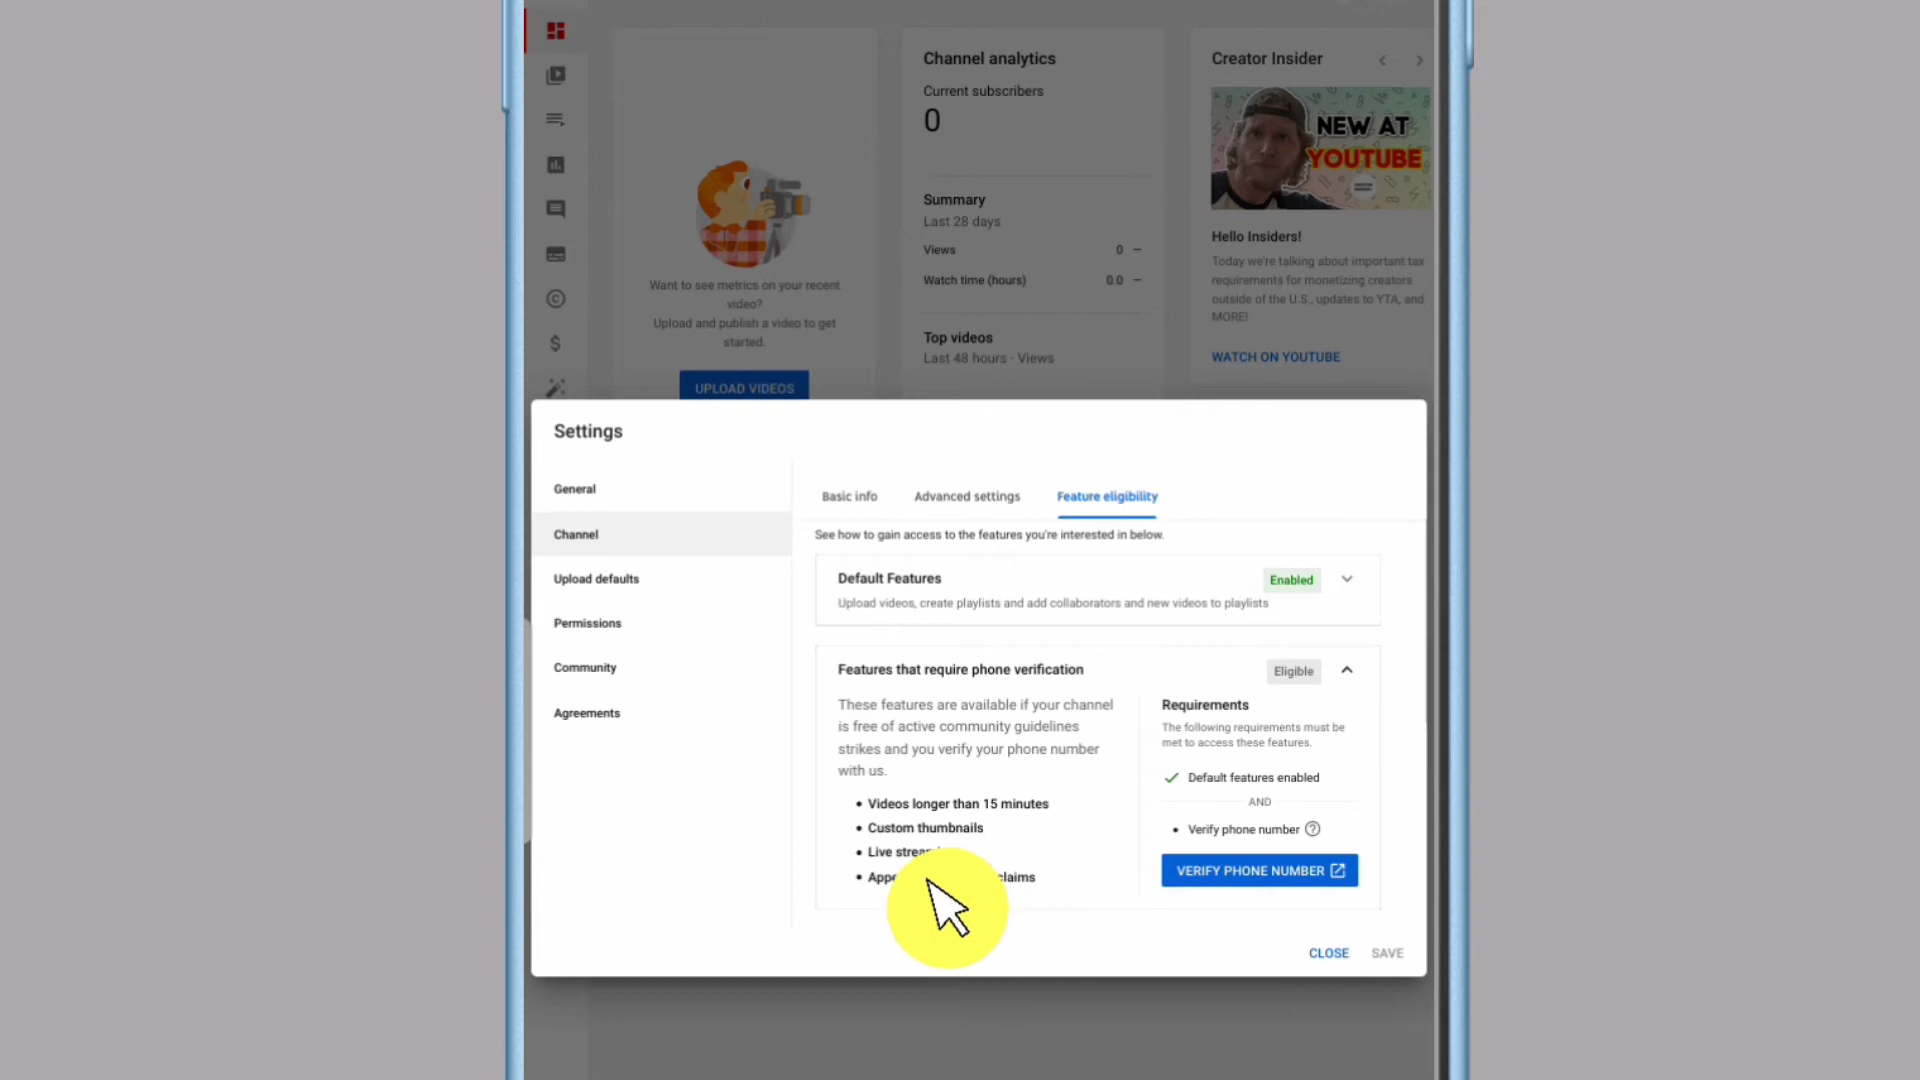 Channel analytics
Current subscribers
0
Summary
Last 28 days
Views 0 –
Watch time (hours) 0.0 –
Top videos
Last 48 hours · Views
Want to see metrics on your recent
video?
Upload and publish a video to get
started.
UPLOAD VIDEOS
Creator Insider
NEW AT
YOUTUBE
Hello Insiders!
Today we're talking about important tax
requirements for monetizing creators
outside of the U.S., updates to YTA, and
MORE!
WATCH ON YOUTUBE
Settings
General
Channel
Upload defaults
Permissions
Community
Agreements
Basic info Advanced settings Feature eligibility
See how to gain access to the features you're interested in below.
Default Features Enabled
Upload videos, create playlists and add collaborators and new videos to playlists
Features that require phone verification Eligible
These features are available if your channel
is free of active community guidelines
strikes and you verify your phone number
with us.
• Videos longer than 15 minutes
• Custom thumbnails
• Live
• claims
Requirements
The following requirements must be
met to access these features.
Default features enabled
AND
• Verify phone number
VERIFY PHONE NUMBER
CLOSE SAVE